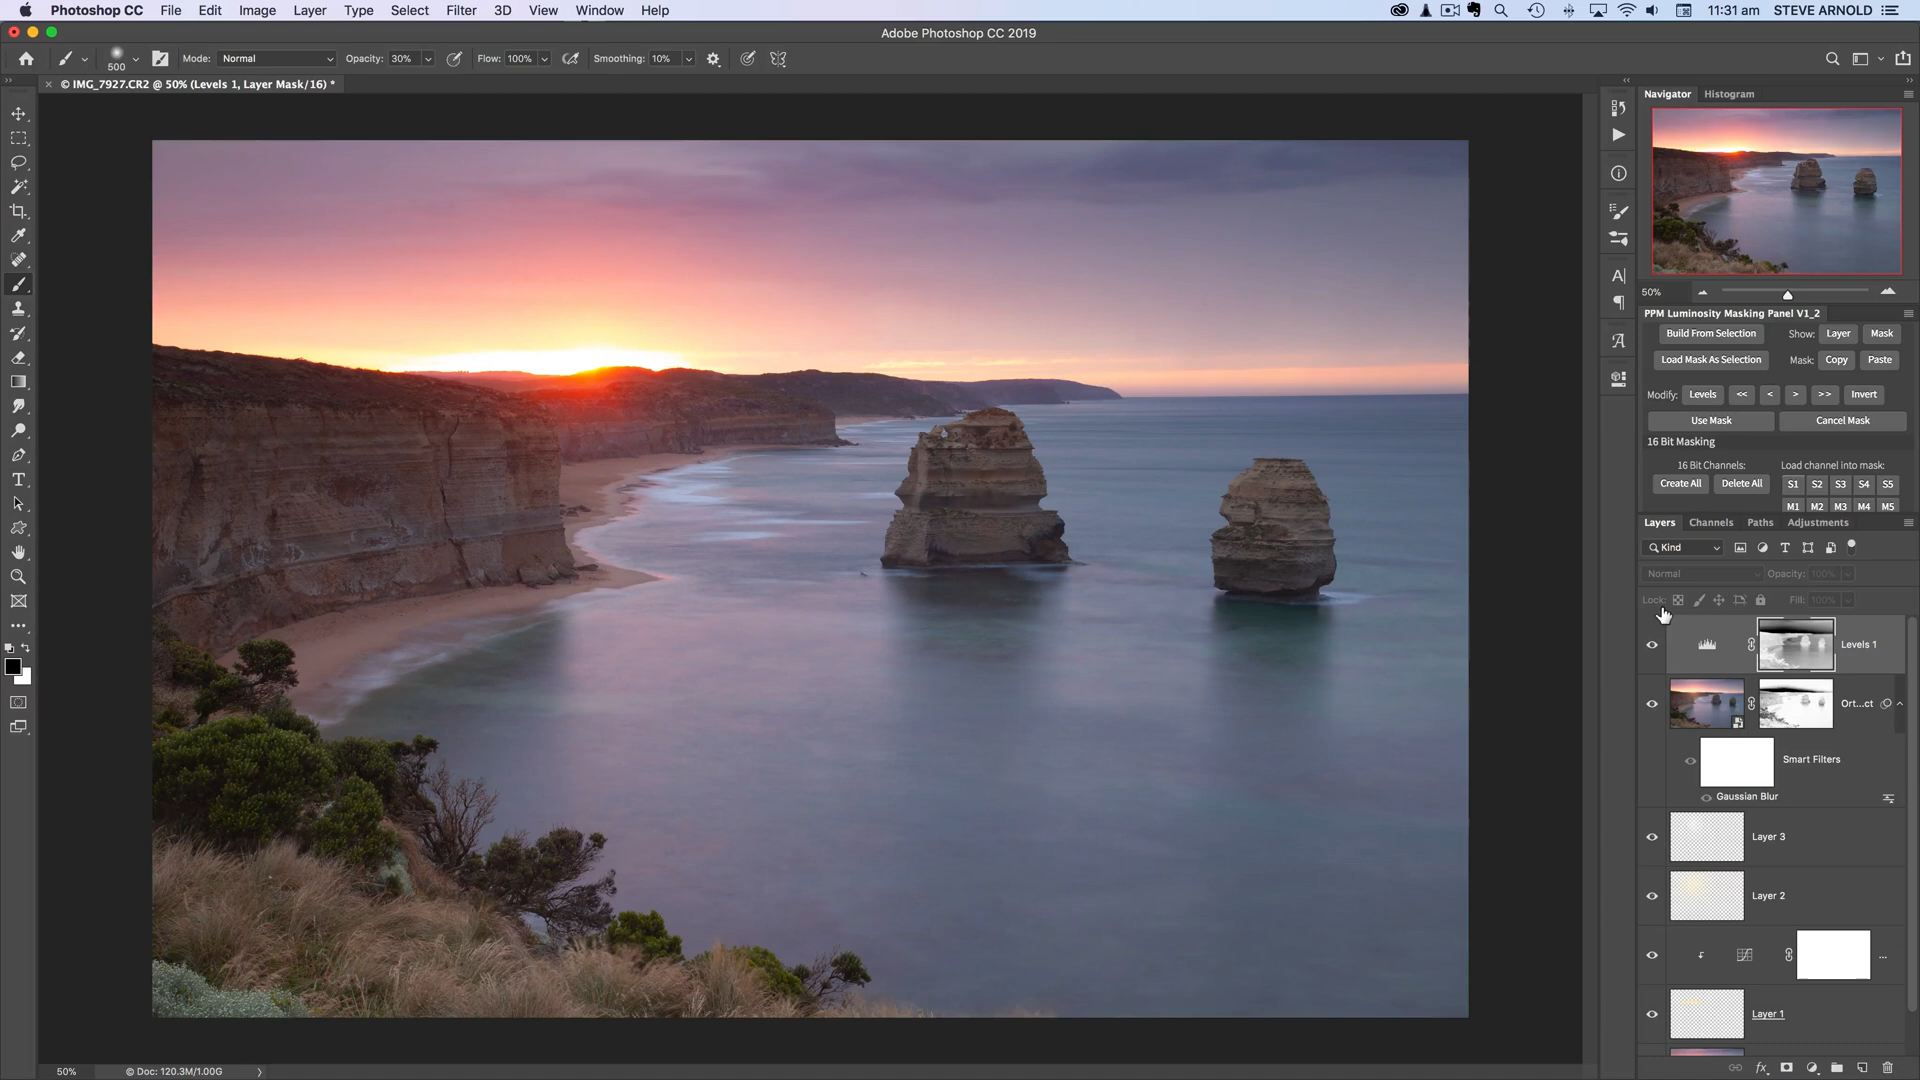 Photoshop CC File Edit Image Layer Type Select Filter 3D View Window Help 11:31 am STEVE ARNOLD
Adobe Photoshop CC 2019
500 Mode: Normal Opacity: 30% Flow: 100% Smoothing: 10%
© IMG_7927.CR2 @ 50% (Levels 1, Layer Mask/16) *
Navigator Histogram
50%
PPM Luminosity Masking Panel V1_2
Build From Selection Show: Layer Mask
Load Mask As Selection Mask: Copy Paste
Modify: Levels << < > >> Invert
Use Mask Cancel Mask
16 Bit Masking
16 Bit Channels: Load channel into mask:
Create All Delete All S1 S2 S3 S4 S5
M1 M2 M3 M4 M5
Layers Channels Paths Adjustments
Kind
Normal Opacity: 100%
Lock: Fill: 100%
Levels 1
Ort...ct
Smart Filters
Gaussian Blur
Layer 3
Layer 2
...
Layer 1
50% © Doc: 120.3M/1.00G